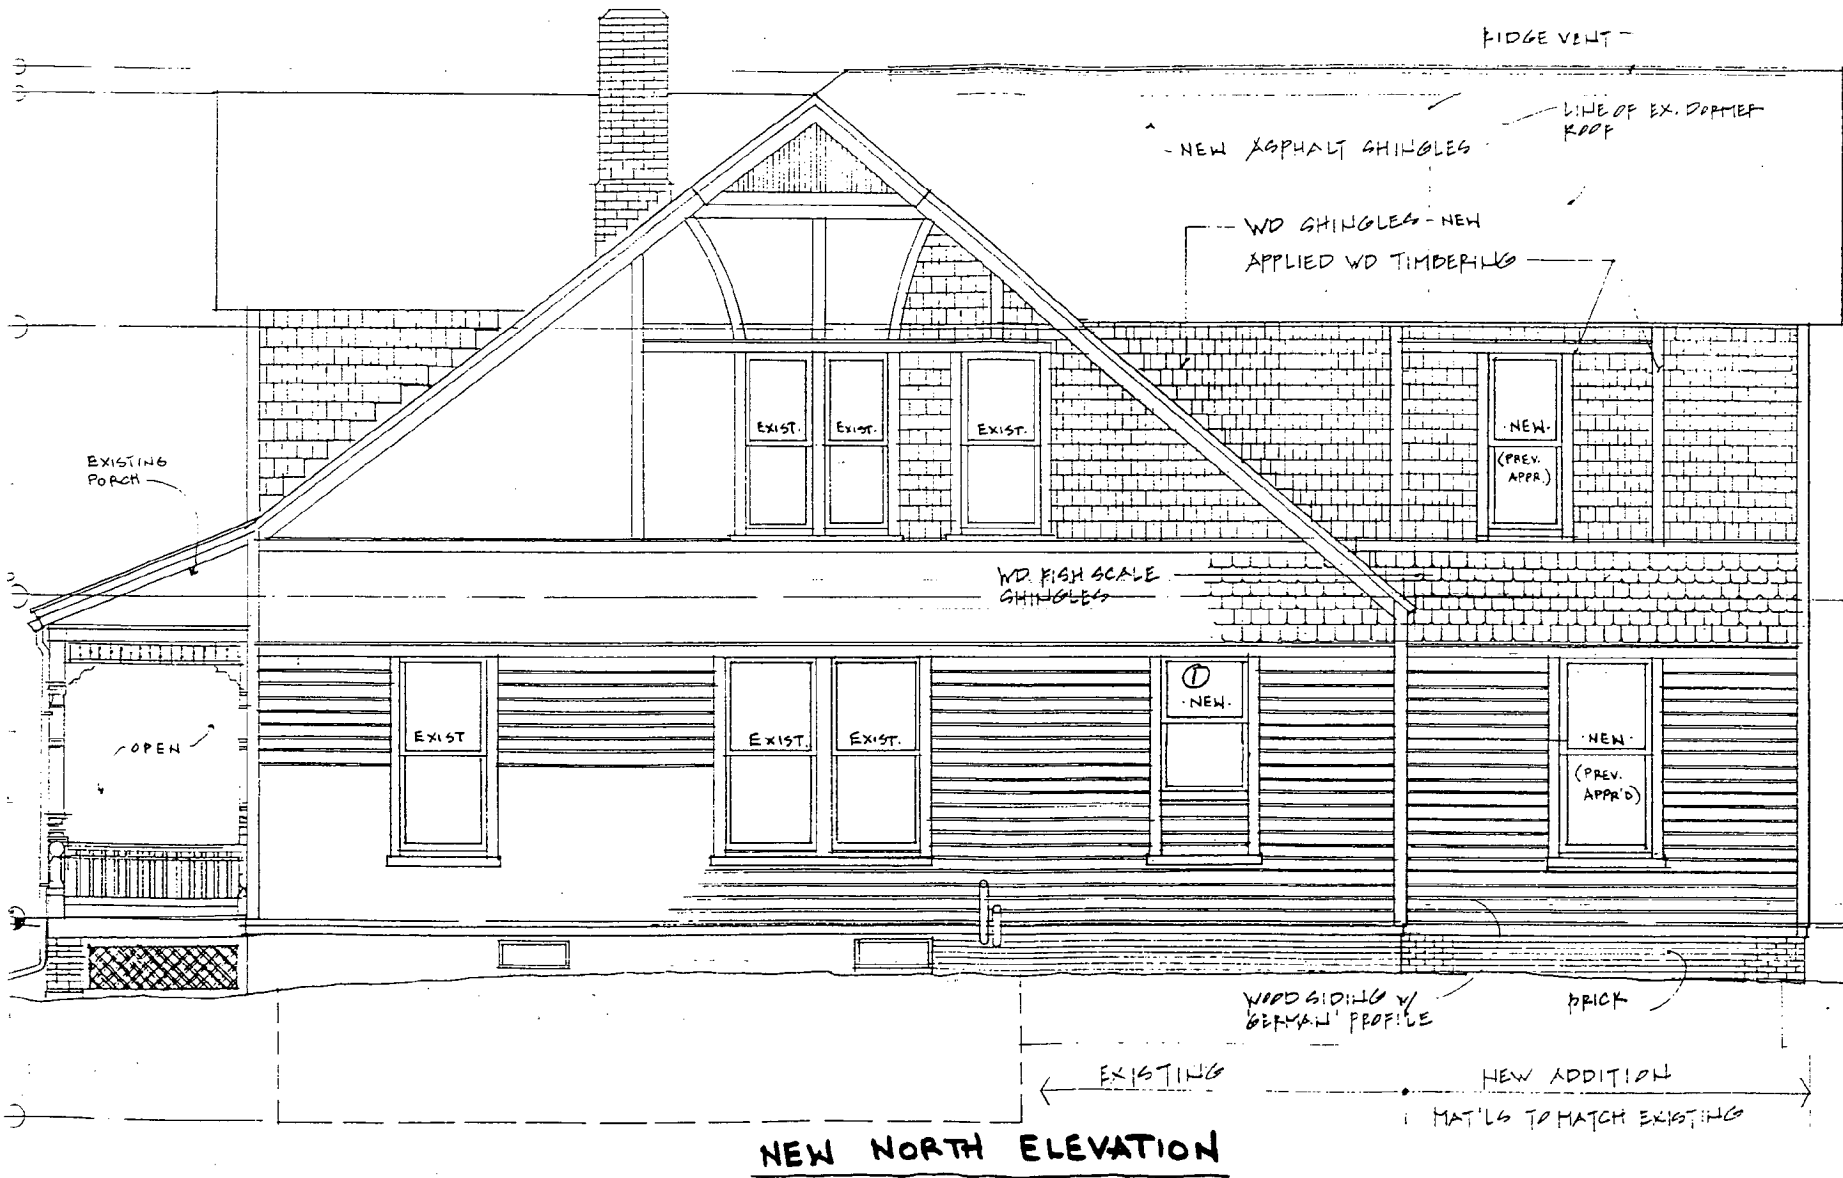 RIDGE VENT
LINE OF EX. DORMER
ROOF
NEW ASPHALT SHINGLES
WD SHINGLES - NEW
APPLIED WD TIMBERING
EXIST.
EXIST.
EXIST.
NEW
(PREV.
APPR.)
EXISTING
PORCH
WD. FISH SCALE
SHINGLES
OPEN
EXIST
EXIST.
EXIST.
1
NEW
NEW
(PREV.
APPR'D)
WOOD SIDING W/
'GERMAN' PROFILE
BRICK
EXISTING
NEW ADDITION
MAT'LS TO MATCH EXISTING
NEW NORTH ELEVATION